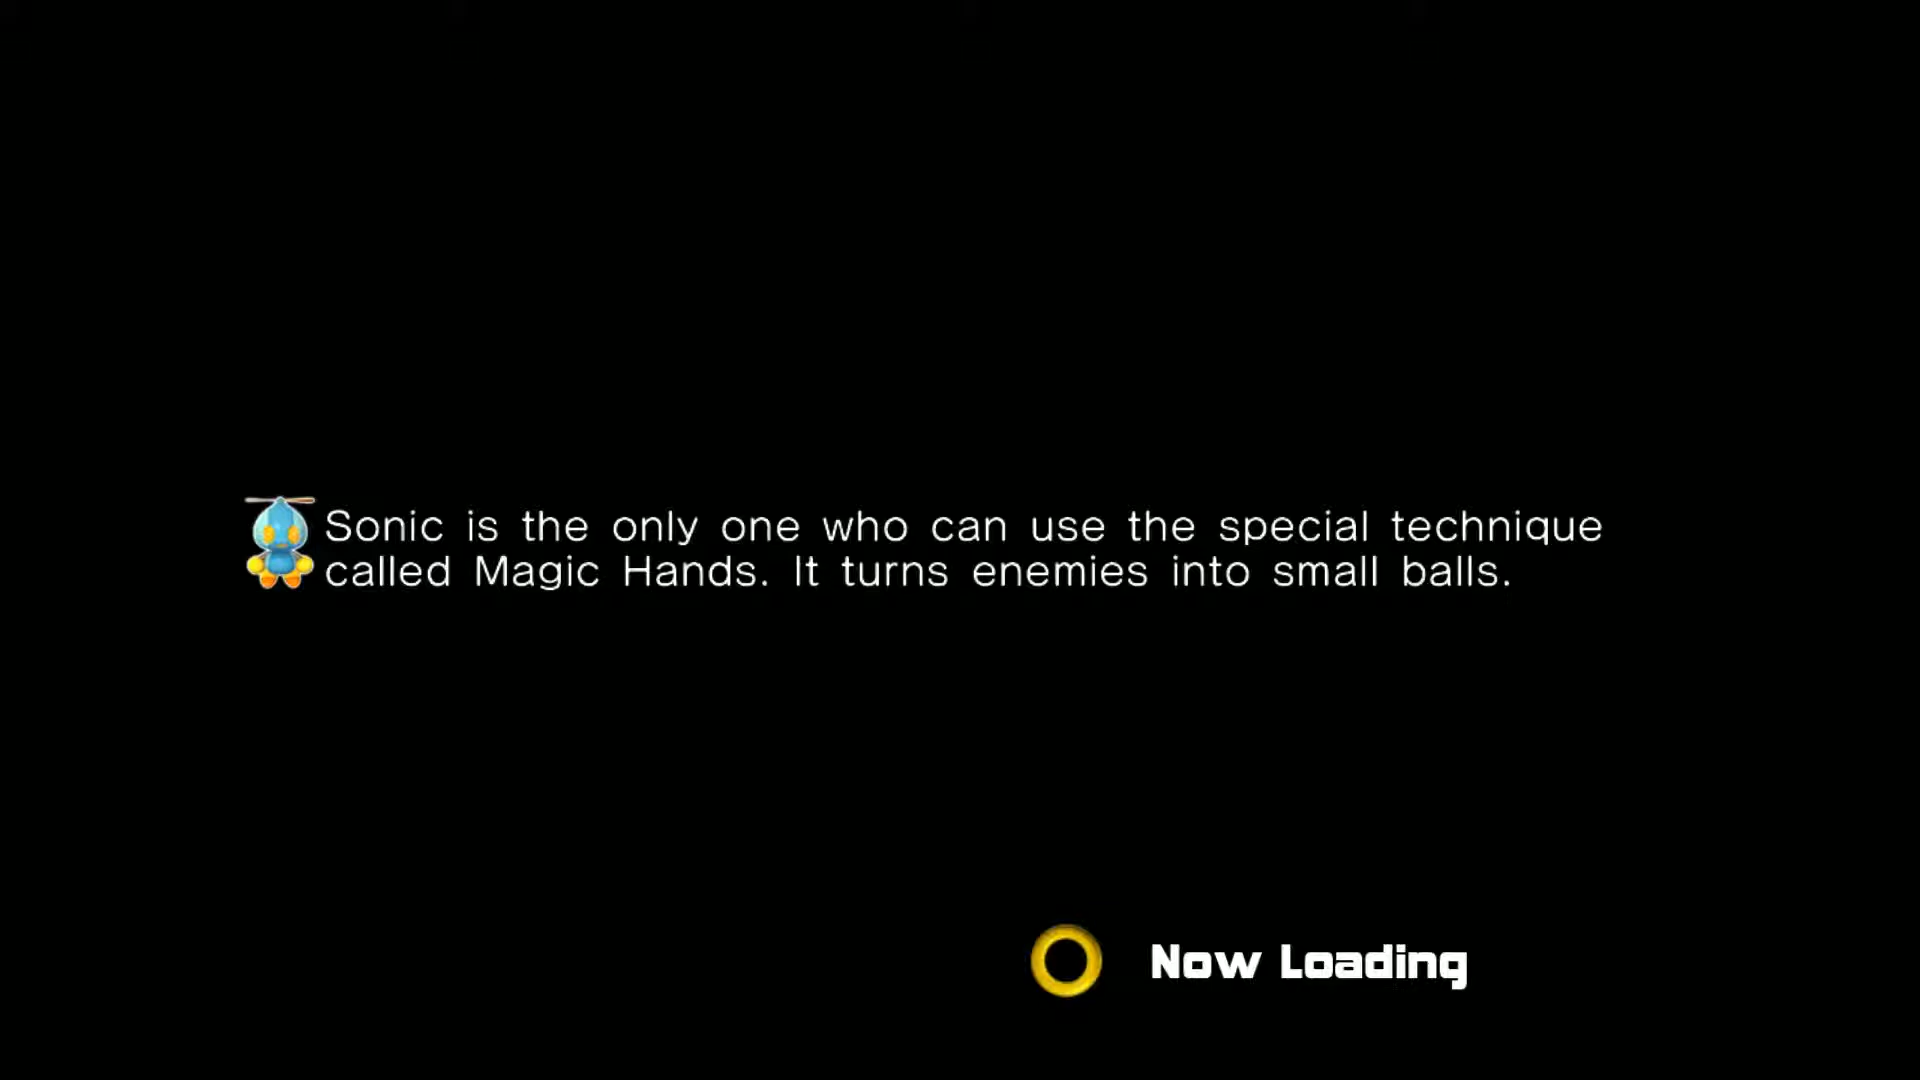 Sonic is the only one who can use the special technique
called Magic Hands. It turns enemies into small balls.
Now Loading